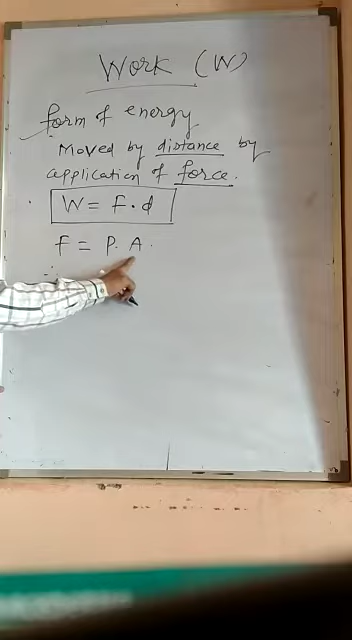 Work (W)
form of energy
Moved by distance by
application of force.
W = F · d
F = P. A.